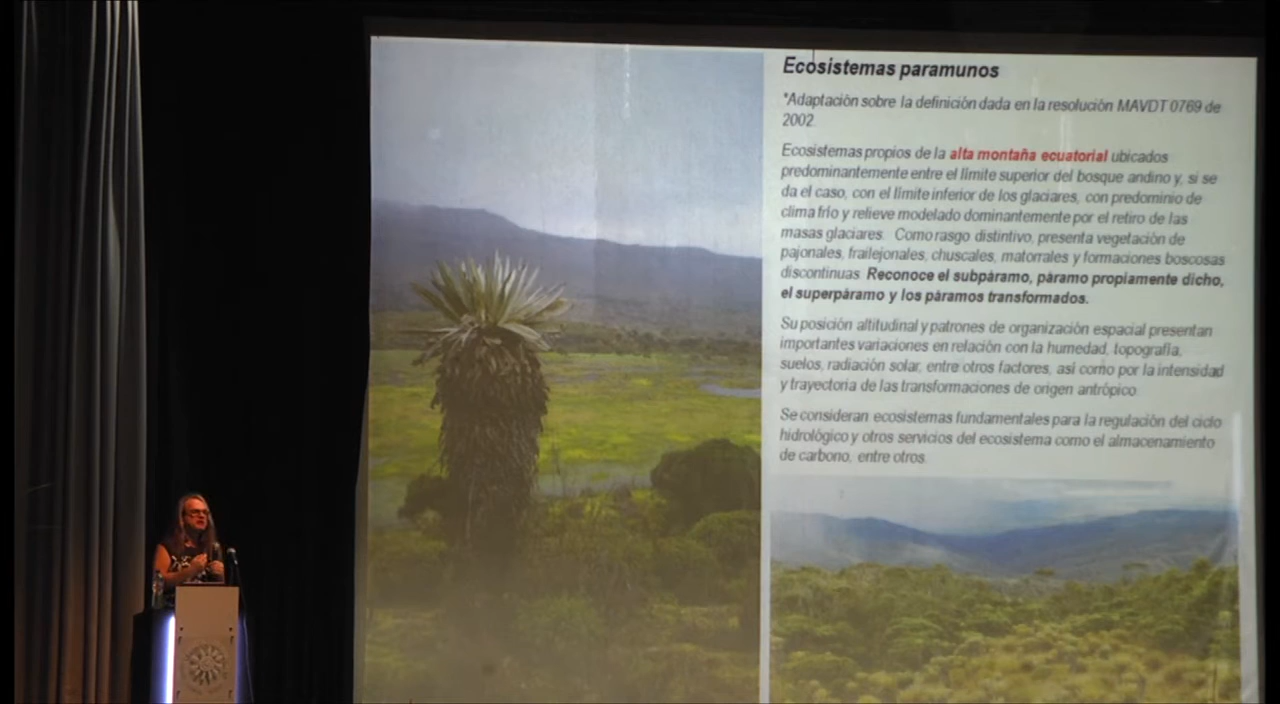 Ecosistemas paramunos
*Adaptación sobre la definición dada en la resolución MAVDT 0769 de
2002.
Ecosistemas propios de la alta montaña ecuatorial ubicados
predominantemente entre el límite superior del bosque andino y, si se
da el caso, con el límite inferior de los glaciares, con predominio de
clima frío y relieve modelado dominantemente por el retiro de las
masas glaciares. Como rasgo distintivo, presenta vegetación de
pajonales, frailejonales, chuscales, matorrales y formaciones boscosas
discontinuas. Reconoce el subpáramo, páramo propiamente dicho,
el superpáramo y los páramos transformados.
Su posición altitudinal y patrones de organización espacial presentan
importantes variaciones en relación con la humedad, topografía,
suelos, radiación solar, entre otros factores, así como por la intensidad
y trayectoria de las transformaciones de origen antrópico.
Se consideran ecosistemas fundamentales para la regulación del ciclo
hidrológico y otros servicios del ecosistema como el almacenamiento
de carbono, entre otros.